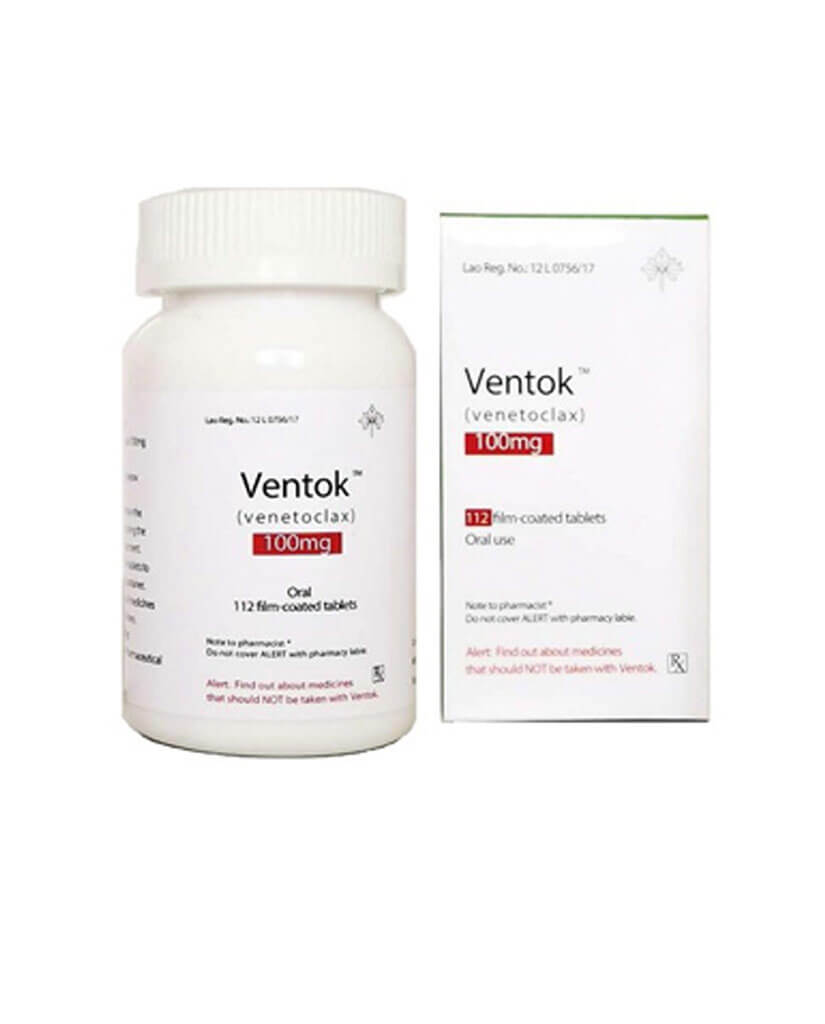 Lao Reg. No.: 12 L 0756/17
Ventok™
(venetoclax)
100mg
Oral
112 film-coated tablets
Note to pharmacist *
Do not cover ALERT with pharmacy lable.
Alert: Find out about medicines
that should NOT be taken with Ventok.
Rx
Lao Reg. No.: 12 L 0756/17
Ventok™
(venetoclax)
100mg
112 film-coated tablets
Oral use
Note to pharmacist *
Do not cover ALERT with pharmacy lable.
Alert: Find out about medicines
that should NOT be taken with Ventok.
Rx